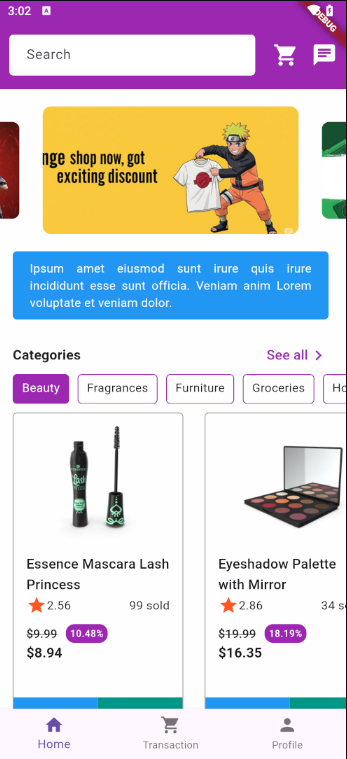 3:02 A
DEBUG
Search
nge shop now, got
exciting discount
Ipsum amet eiusmod sunt irure quis irure
incididunt esse sunt officia. Veniam anim Lorem
voluptate et veniam dolor.
Categories See all
Beauty Fragrances Furniture Groceries Ho
essence
Essence Mascara Lash
Princess
2.56 99 sold
$9.99 10.48%
$8.94
Eyeshadow Palette
with Mirror
2.86 34 s
$19.99 18.19%
$16.35
Home Transaction Profile